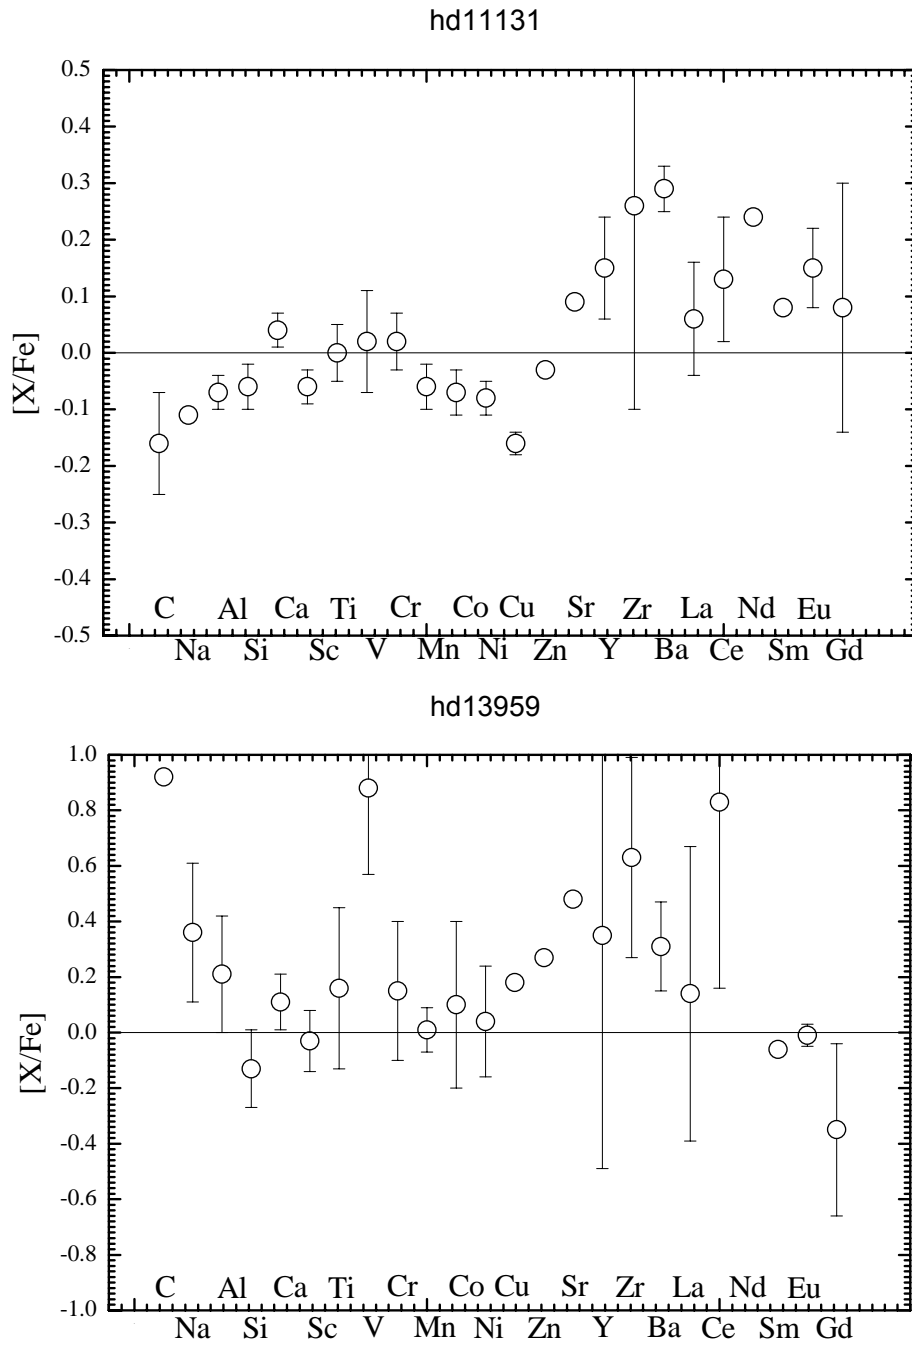 hd11131
0.5
0.4
0.3
0.2
0.1
0.0
-0.1
-0.2
-0.3
-0.4
-0.5
[X/Fe]
C Al Ca Ti Cr Co Cu Sr Zr La Nd Eu
Na Si Sc V Mn Ni Zn Y Ba Ce Sm Gd
hd13959
1.0
0.8
0.6
0.4
0.2
0.0
-0.2
-0.4
-0.6
-0.8
-1.0
[X/Fe]
C Al Ca Ti Cr Co Cu Sr Zr La Nd Eu
Na Si Sc V Mn Ni Zn Y Ba Ce Sm Gd